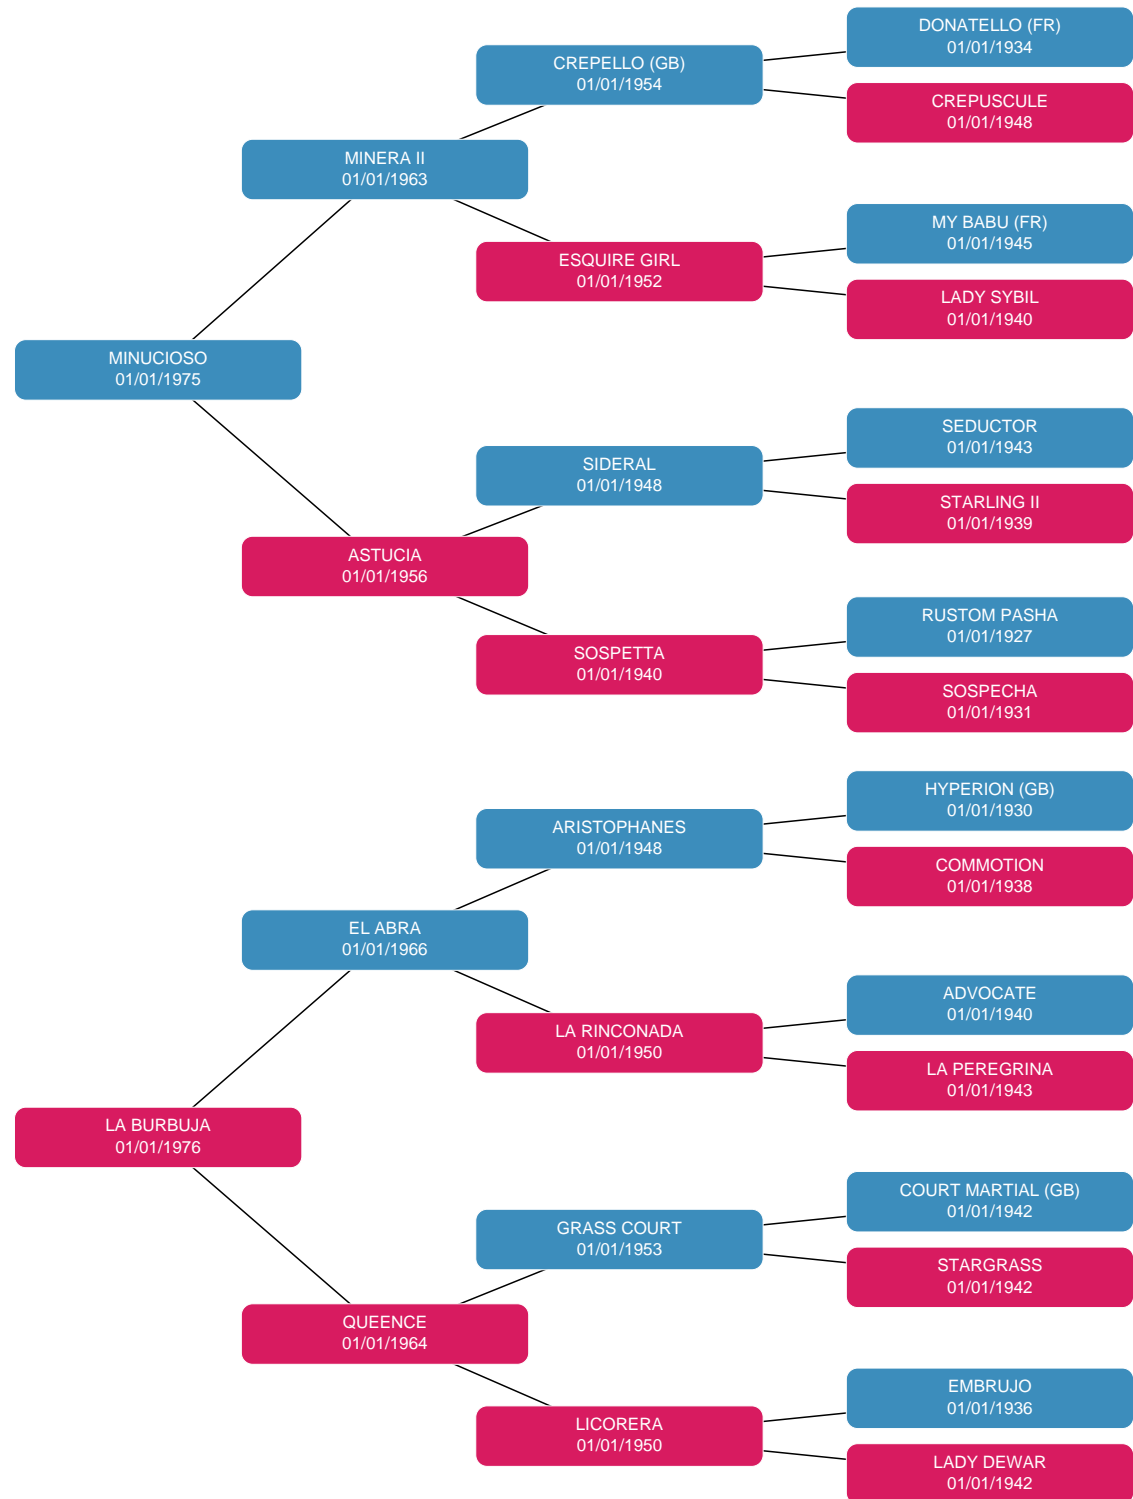 DONATELLO (FR)
01/01/1934
CREPELLO (GB)
01/01/1954
CREPUSCULE
01/01/1948
MINERA II
01/01/1963
MY BABU (FR)
01/01/1945
ESQUIRE GIRL
01/01/1952
LADY SYBIL
01/01/1940
MINUCIOSO
01/01/1975
SEDUCTOR
01/01/1943
SIDERAL
01/01/1948
STARLING II
01/01/1939
ASTUCIA
01/01/1956
RUSTOM PASHA
01/01/1927
SOSPETTA
01/01/1940
SOSPECHA
01/01/1931
HYPERION (GB)
01/01/1930
ARISTOPHANES
01/01/1948
COMMOTION
01/01/1938
EL ABRA
01/01/1966
ADVOCATE
01/01/1940
LA RINCONADA
01/01/1950
LA PEREGRINA
01/01/1943
LA BURBUJA
01/01/1976
COURT MARTIAL (GB)
01/01/1942
GRASS COURT
01/01/1953
STARGRASS
01/01/1942
QUEENCE
01/01/1964
EMBRUJO
01/01/1936
LICORERA
01/01/1950
LADY DEWAR
01/01/1942